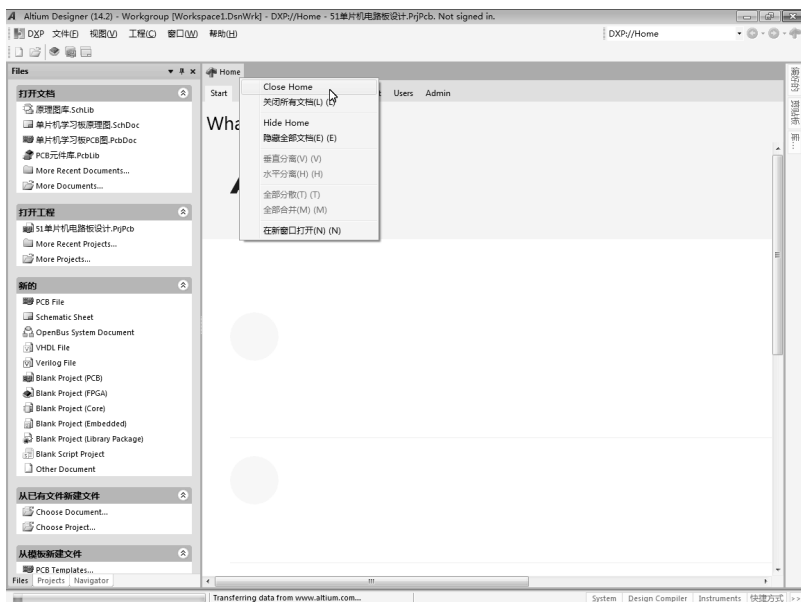 Altium Designer (14.2) - Workgroup [Workspace1.DsnWrk] - DXP://Home - 51单片机电路板设计.PrjPcb. Not signed in.
DXP 文件(F) 视图(V) 工程(C) 窗口(W) 帮助(H)
DXP://Home
Files
Home
Start
Users
Admin
Close Home
关闭所有文档(L) (L)
Hide Home
隐藏全部文档(E) (E)
垂直分离(V) (V)
水平分离(H) (H)
全部分散(T) (T)
全部合并(M) (M)
在新窗口打开(N) (N)
Wha
打开文档
原理图库.SchLib
单片机学习板原理图.SchDoc
单片机学习板PCB图.PcbDoc
PCB元件库.PcbLib
More Recent Documents...
More Documents...
打开工程
51单片机电路板设计.PrjPcb
More Recent Projects...
More Projects...
新的
PCB File
Schematic Sheet
OpenBus System Document
VHDL File
Verilog File
Blank Project (PCB)
Blank Project (FPGA)
Blank Project (Core)
Blank Project (Embedded)
Blank Project (Library Package)
Blank Script Project
Other Document
从已有文件新建文件
Choose Document...
Choose Project...
从模板新建文件
PCB Templates...
Files Projects Navigator
Transferring data from www.altium.com...
System Design Compiler Instruments 快捷方式 >>